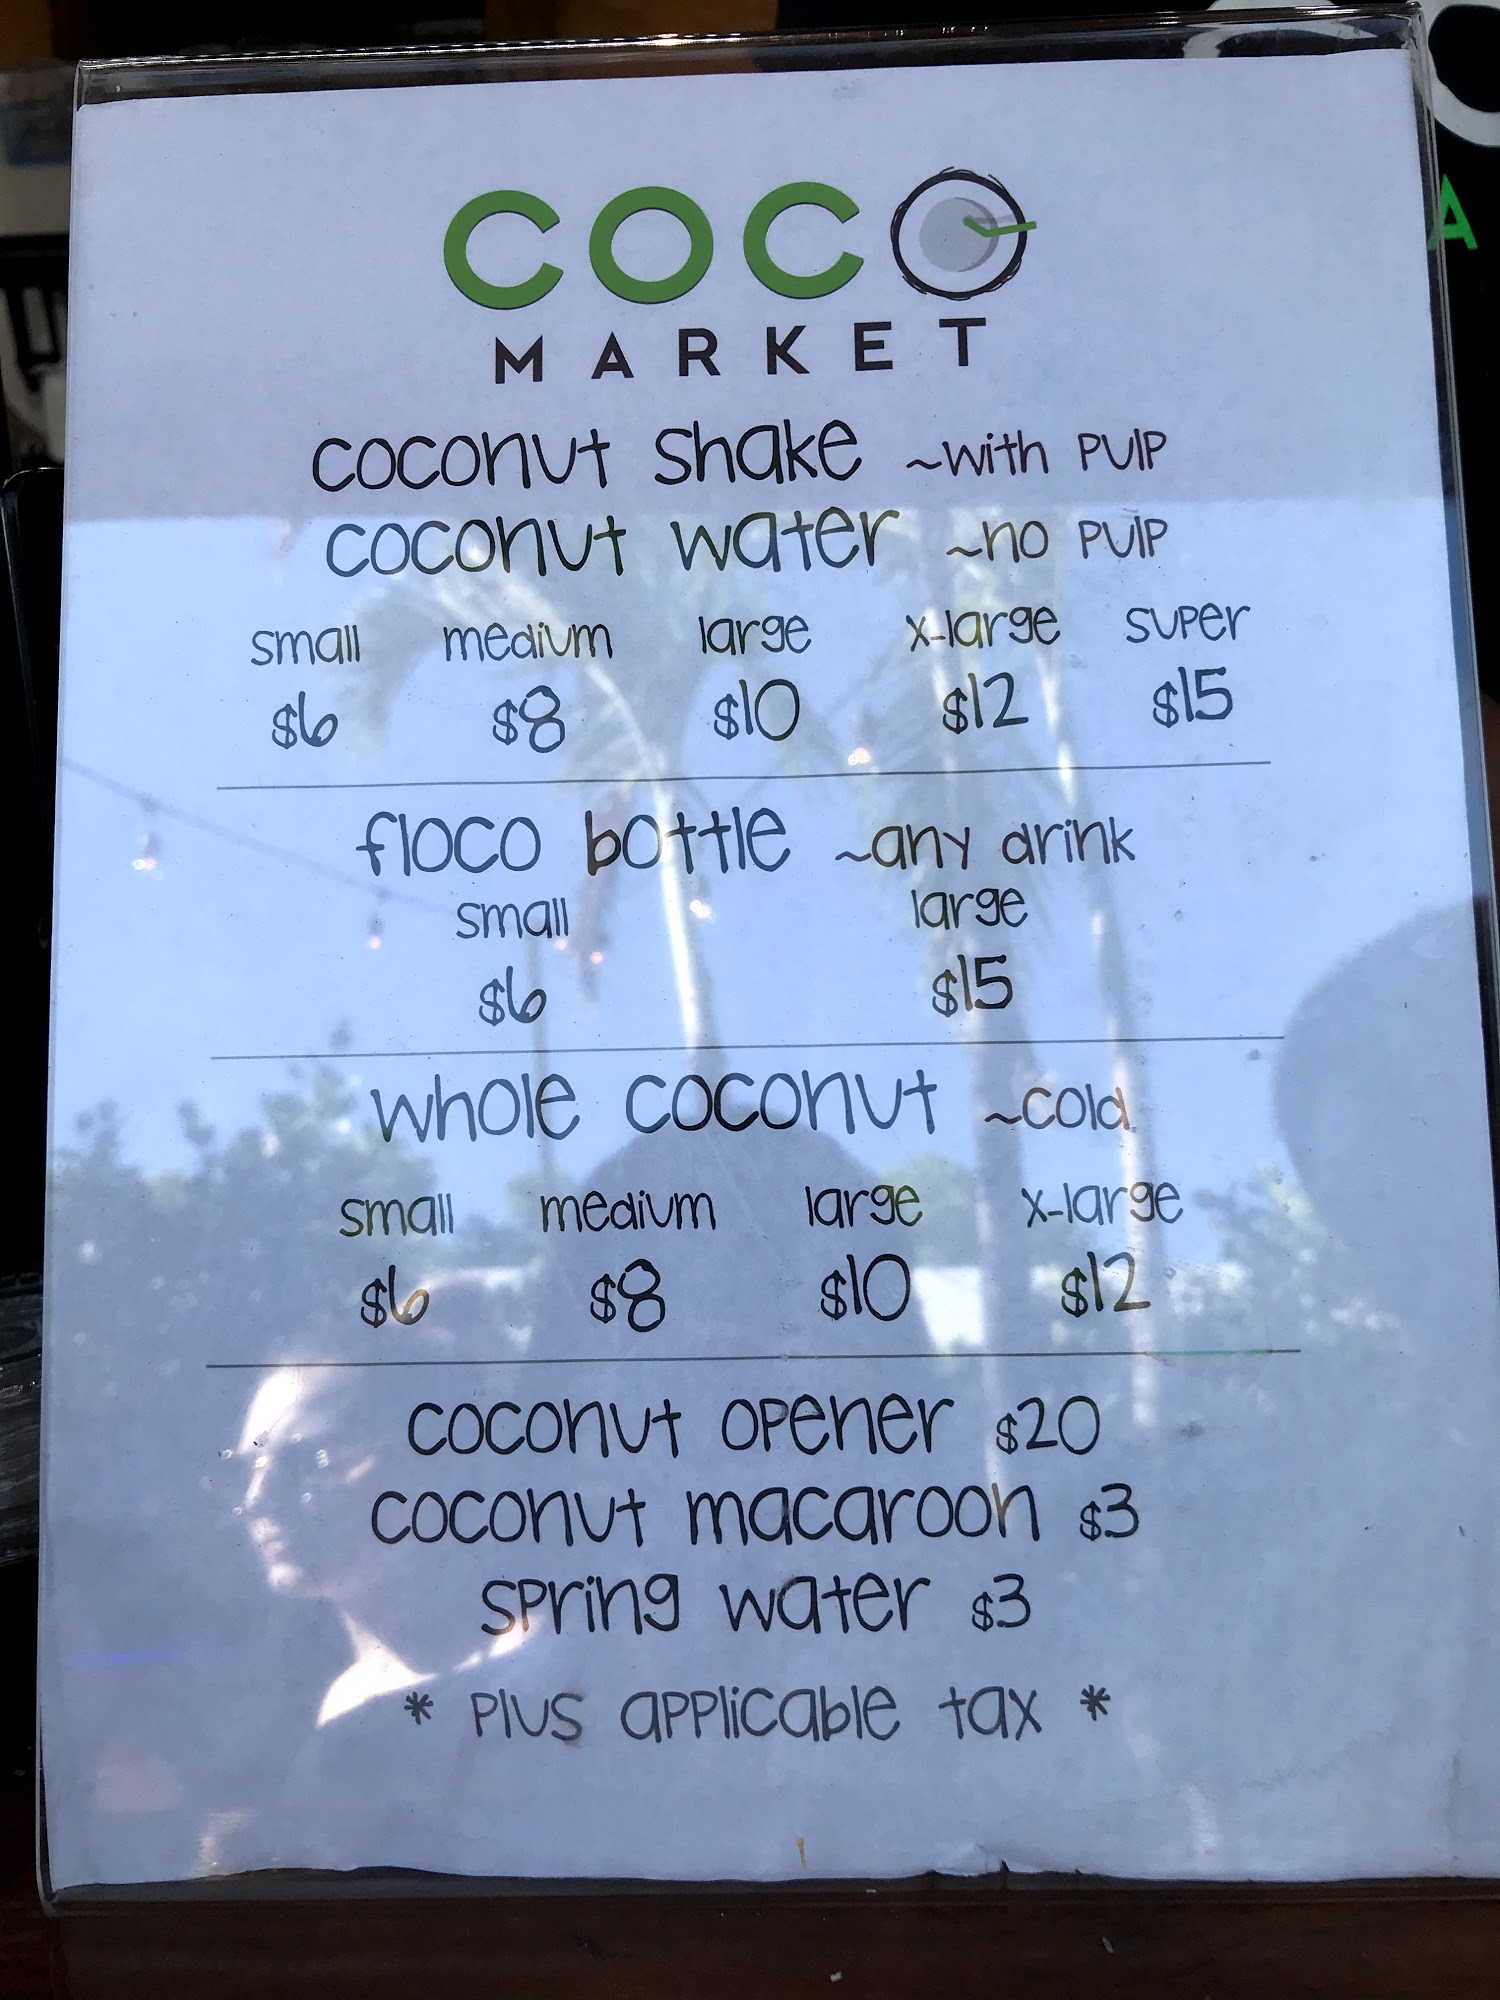 COCO
MARKET
coconut shake ~with pulp
coconut water ~no pulp
small medium large x-large super
$6 $8 $10 $12 $15
floco bottle ~any drink
small large
$6 $15
whole coconut ~cold
small medium large x-large
$6 $8 $10 $12
coconut opener $20
coconut macaroon $3
spring water $3
* plus applicable tax *